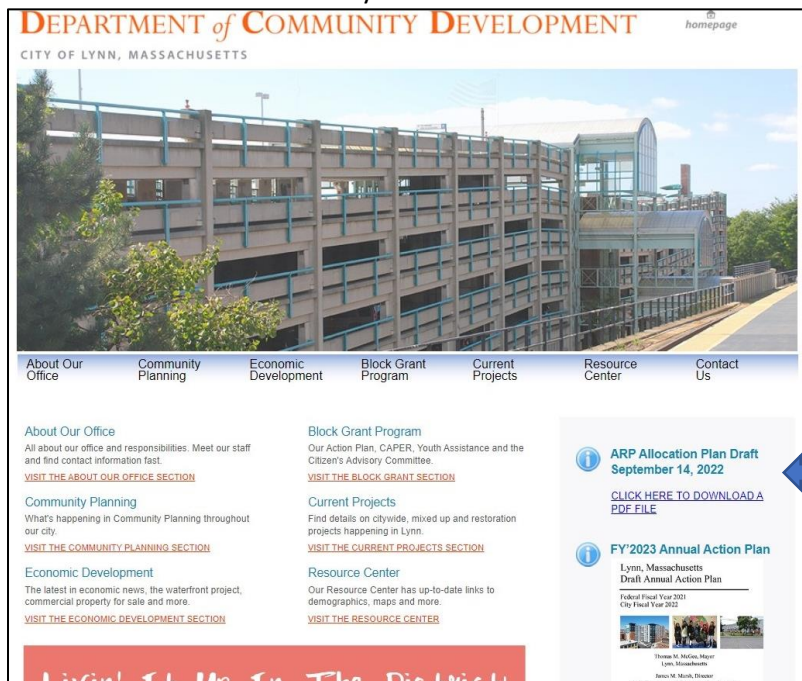 DEPARTMENT of COMMUNITY DEVELOPMENT
homepage
CITY OF LYNN, MASSACHUSETTS
About Our Office
Community Planning
Economic Development
Block Grant Program
Current Projects
Resource Center
Contact Us
About Our Office
All about our office and responsibilities. Meet our staff
and find contact information fast.
VISIT THE ABOUT OUR OFFICE SECTION
Community Planning
What's happening in Community Planning throughout
our city.
VISIT THE COMMUNITY PLANNING SECTION
Economic Development
The latest in economic news, the waterfront project,
commercial property for sale and more.
VISIT THE ECONOMIC DEVELOPMENT SECTION
Block Grant Program
Our Action Plan, CAPER, Youth Assistance and the
Citizen's Advisory Committee.
VISIT THE BLOCK GRANT SECTION
Current Projects
Find details on citywide, mixed up and restoration
projects happening in Lynn.
VISIT THE CURRENT PROJECTS SECTION
Resource Center
Our Resource Center has up-to-date links to
demographics, maps and more.
VISIT THE RESOURCE CENTER
ARP Allocation Plan Draft
September 14, 2022
CLICK HERE TO DOWNLOAD A
PDF FILE
FY'2023 Annual Action Plan
Lynn, Massachusetts
Draft Annual Action Plan
Federal Fiscal Year 2021
City Fiscal Year 2022
Thomas M. McGee, Mayor
Lynn, Massachusetts
James M. Marsh, Director
Livin' It Up In The District!